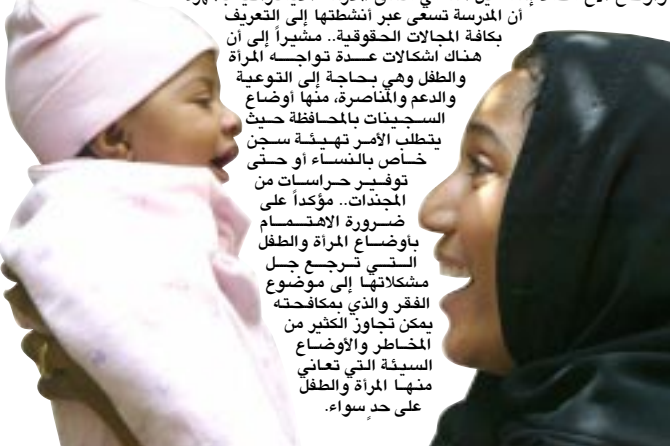 أن المدرسة تسعى عبر أنشطتها إلى التعريف
بكافة المجالات الحقوقية.. مشيراً إلى أن
هناك اشكالات عدة تواجه المرأة
والطفل وهي بحاجة إلى التوعية
والدعم والمناصرة، منها أوضاع
السجينات بالمحافظة حيث
يتطلب الأمر تهيئة سجن
خاص بالنساء أو حتى
توفير حراسات من
المجندات.. مؤكداً على
ضرورة الاهتمام
بأوضاع المرأة والطفل
التي ترجع جل
مشكلاتها إلى موضوع
الفقر والذي بمكافحته
يمكن تجاوز الكثير من
المخاطر والأوضاع
السيئة التي تعاني
منها المرأة والطفل
على حدٍ سواء.